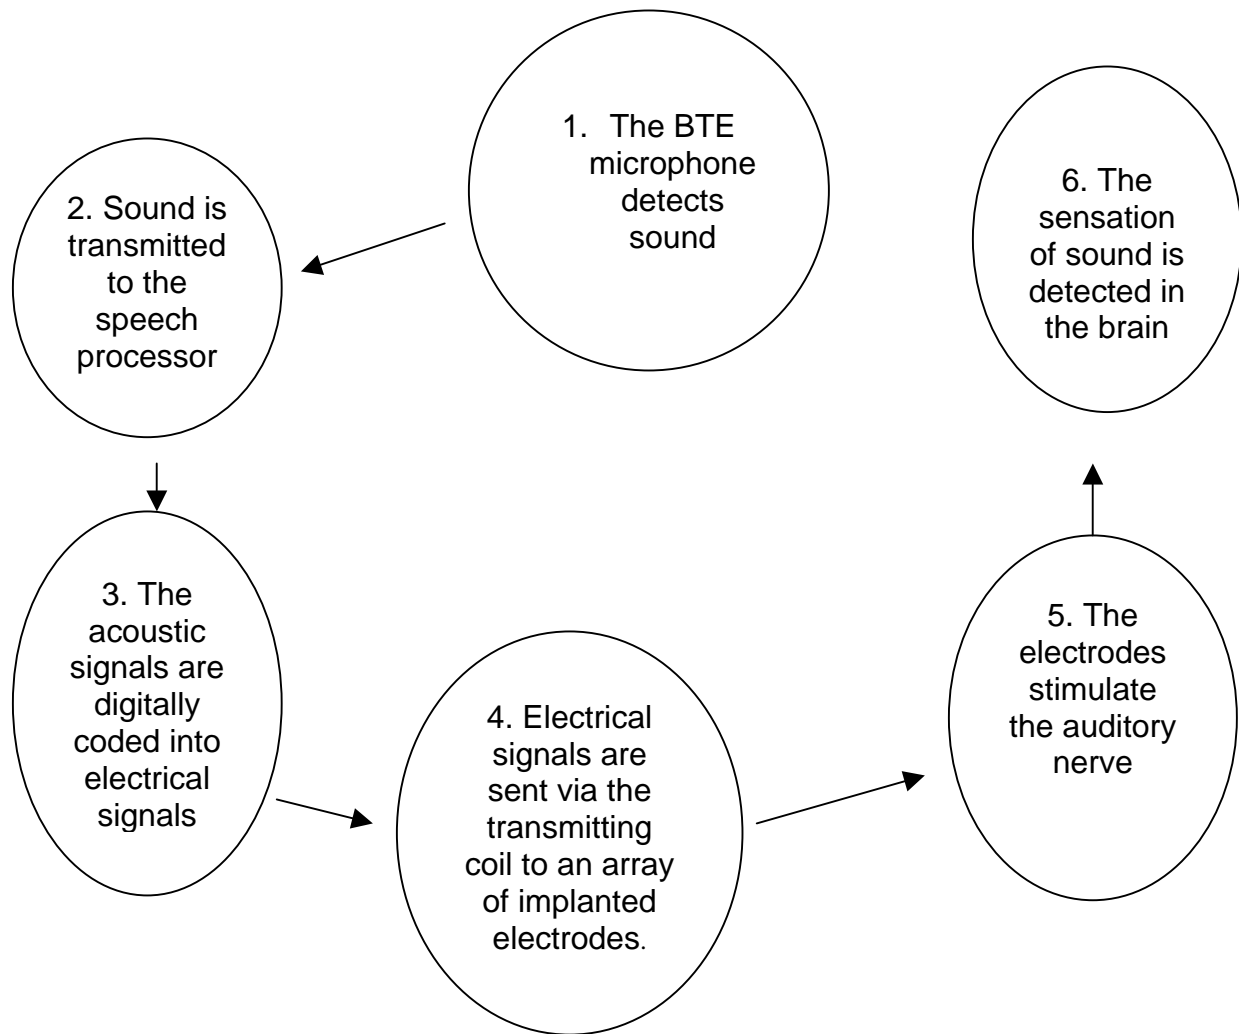 1. The BTE
microphone
detects
sound
2. Sound is
transmitted
to the
speech
processor
3. The
acoustic
signals are
digitally
coded into
electrical
signals
4. Electrical
signals are
sent via the
transmitting
coil to an array
of implanted
electrodes.
5. The
electrodes
stimulate
the auditory
nerve
6. The
sensation
of sound is
detected in
the brain